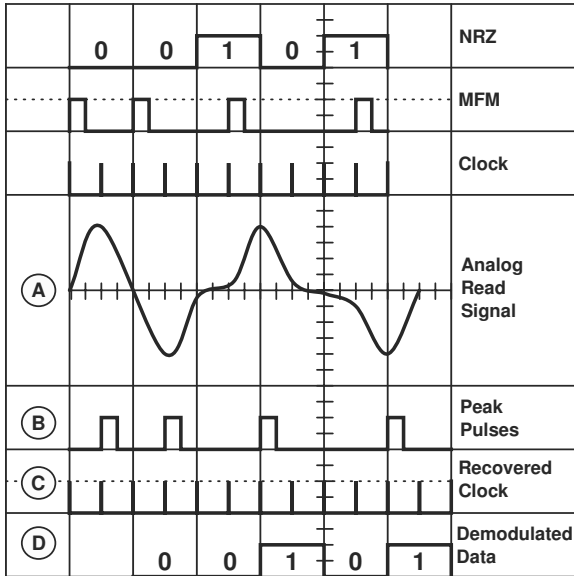 0 0 1 0 1
NRZ
MFM
Clock
A
Analog
Read
Signal
B
Peak
Pulses
C
Recovered
Clock
D
0 0 1 0 1
Demodulated
Data